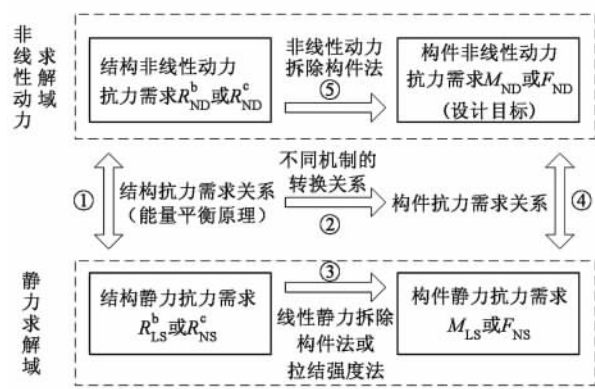 非线性动力
求解域
结构非线性动力
抗力需求R^b_ND或R^c_ND
非线性动力
拆除构件法
⑤
构件非线性动力
抗力需求M_ND或F_ND
(设计目标)
①
结构抗力需求关系
(能量平衡原理)
不同机制的
转换关系
②
构件抗力需求关系
④
静力求解域
结构静力抗力需求
R^b_LS或R^c_NS
③
线性静力拆除
构件法或
拉结强度法
构件静力抗力需求
M_LS或F_NS